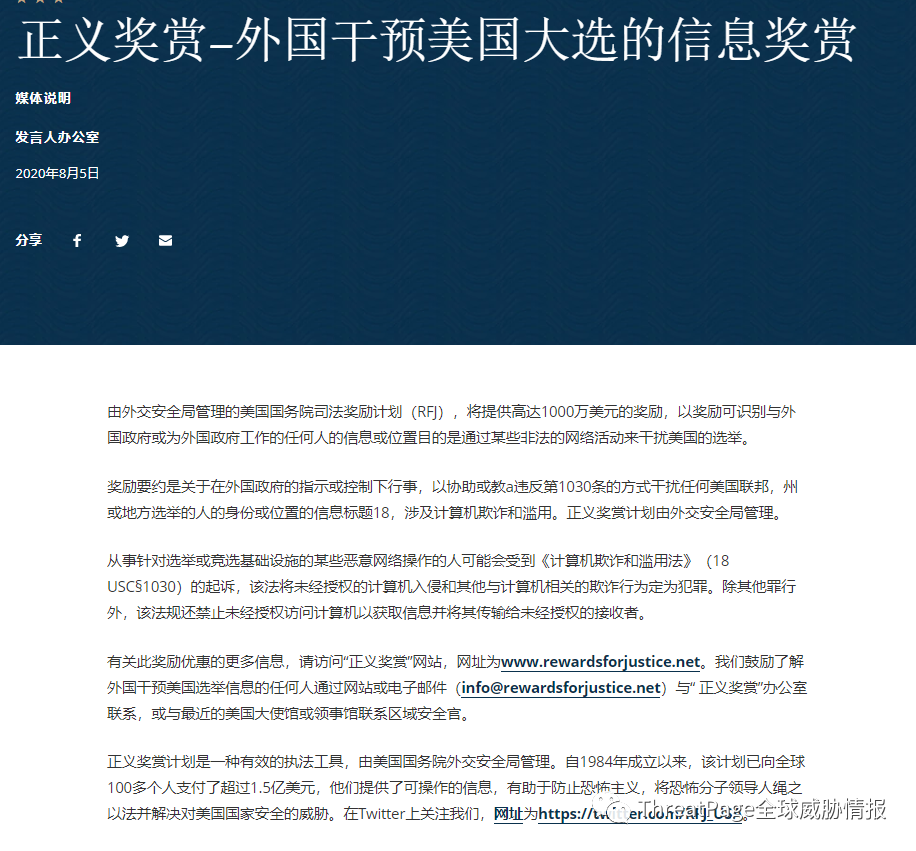 正义奖赏–外国干预美国大选的信息奖赏
媒体说明
发言人办公室
2020年8月5日
分享
由外交安全局管理的美国国务院司法奖励计划（RFJ），将提供高达1000万美元的奖励，以奖励可识别与外
国政府或为外国政府工作的任何人的信息或位置目的是通过某些非法的网络活动来干扰美国的选举。
奖励要约是关于在外国政府的指示或控制下行事，以协助或教a违反第1030条的方式干扰任何美国联邦，州
或地方选举的人的身份或位置的信息标题18，涉及计算机欺诈和滥用。正义奖赏计划由外交安全局管理。
从事针对选举或竞选基础设施的某些恶意网络操作的人可能会受到《计算机欺诈和滥用法》（18
USC§1030）的起诉，该法将未经授权的计算机入侵和其他与计算机相关的欺诈行为定为犯罪。除其他罪行
外，该法规还禁止未经授权访问计算机以获取信息并将其传输给未经授权的接收者。
有关此奖励优惠的更多信息，请访问“正义奖赏”网站，网址为www.rewardsforjustice.net。我们鼓励了解
外国干预美国选举信息的任何人通过网站或电子邮件（info@rewardsforjustice.net）与“ 正义奖赏”办公室
联系，或与最近的美国大使馆或领事馆联系区域安全官。
正义奖赏计划是一种有效的执法工具，由美国国务院外交安全局管理。自1984年成立以来，该计划已向全球
100多个人支付了超过1.5亿美元，他们提供了可操作的信息，有助于防止恐怖主义，将恐怖分子领导人绳之
以法并解决对美国国家安全的威胁。在Twitter上关注我们，网址为
ThreatPage全球威胁情报